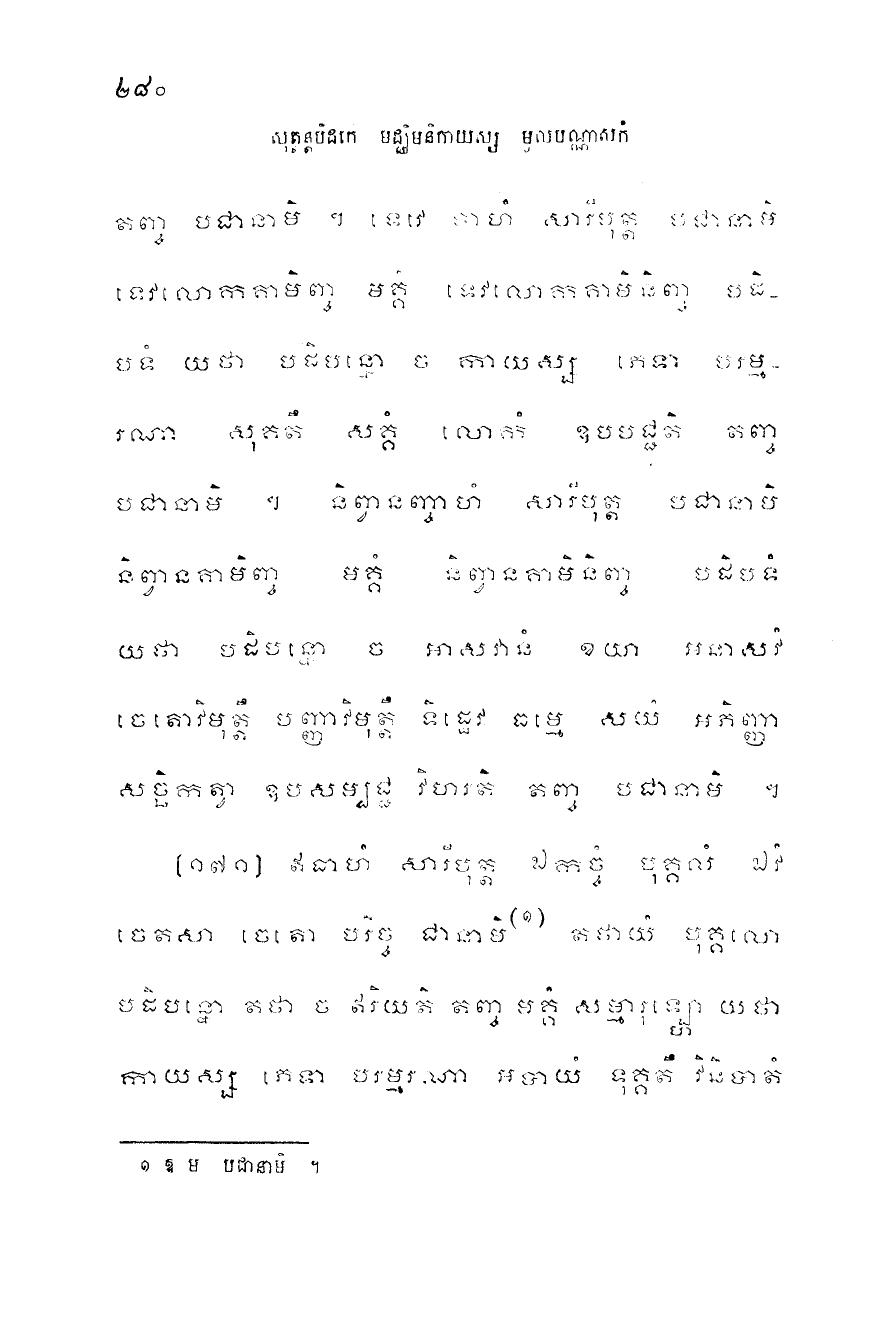 ២៨០
សុត្តន្តបិដកេ មជ្ឈិមនិកាយស្ស មូលបណ្ណាសកំ
តញ្ច បជានាមិ ។ ទេវេ ចាហំ សារីបុត្ត បជានាមិ
ទេវលោកគាមិញ្ច មគ្គំ ទេវលោកគាមិនិញ្ច បដិ-
បទំ យថា បដិបន្នោ ច កាយស្ស ភេទា បរម្ម-
រណា សុគតឹ សគ្គំ លោកំ ឧបបជ្ជតិ តញ្ច
បជានាមិ ។ និព្វានញ្ចាហំ សារីបុត្ត បជានាមិ
និព្វានគាមិញ្ច មគ្គំ និព្វានគាមិនិញ្ច បដិបទំ
យថា បដិបន្នោ ច អាសវានំ ខយា អនាសវំ
ចេតោវិមុត្តឹ បញ្ញាវិមុត្តឹ ទិដ្ឋេវ ធម្មេ សយំ អភិញ្ញា
សច្ឆិកត្វា ឧបសម្បជ្ជ វិហរតិ តញ្ច បជានាមិ ។
[១៧១] ឥធាហំ សារីបុត្ត ឯកច្ចំ បុគ្គលំ ឯវំ
ចេតសា ចេតោ បរិច្ច ជានាមិ(១) តថាយំ បុគ្គលោ
បដិបន្នោ តថា ច ឥរិយតិ តញ្ច មគ្គំ សមារុឡ្ហោ យថា
កាយស្ស ភេទា បរម្មរណា អបាយំ ទុគ្គតឹ វិនិបាតំ
១ ឱ ម បជានាមិ ។